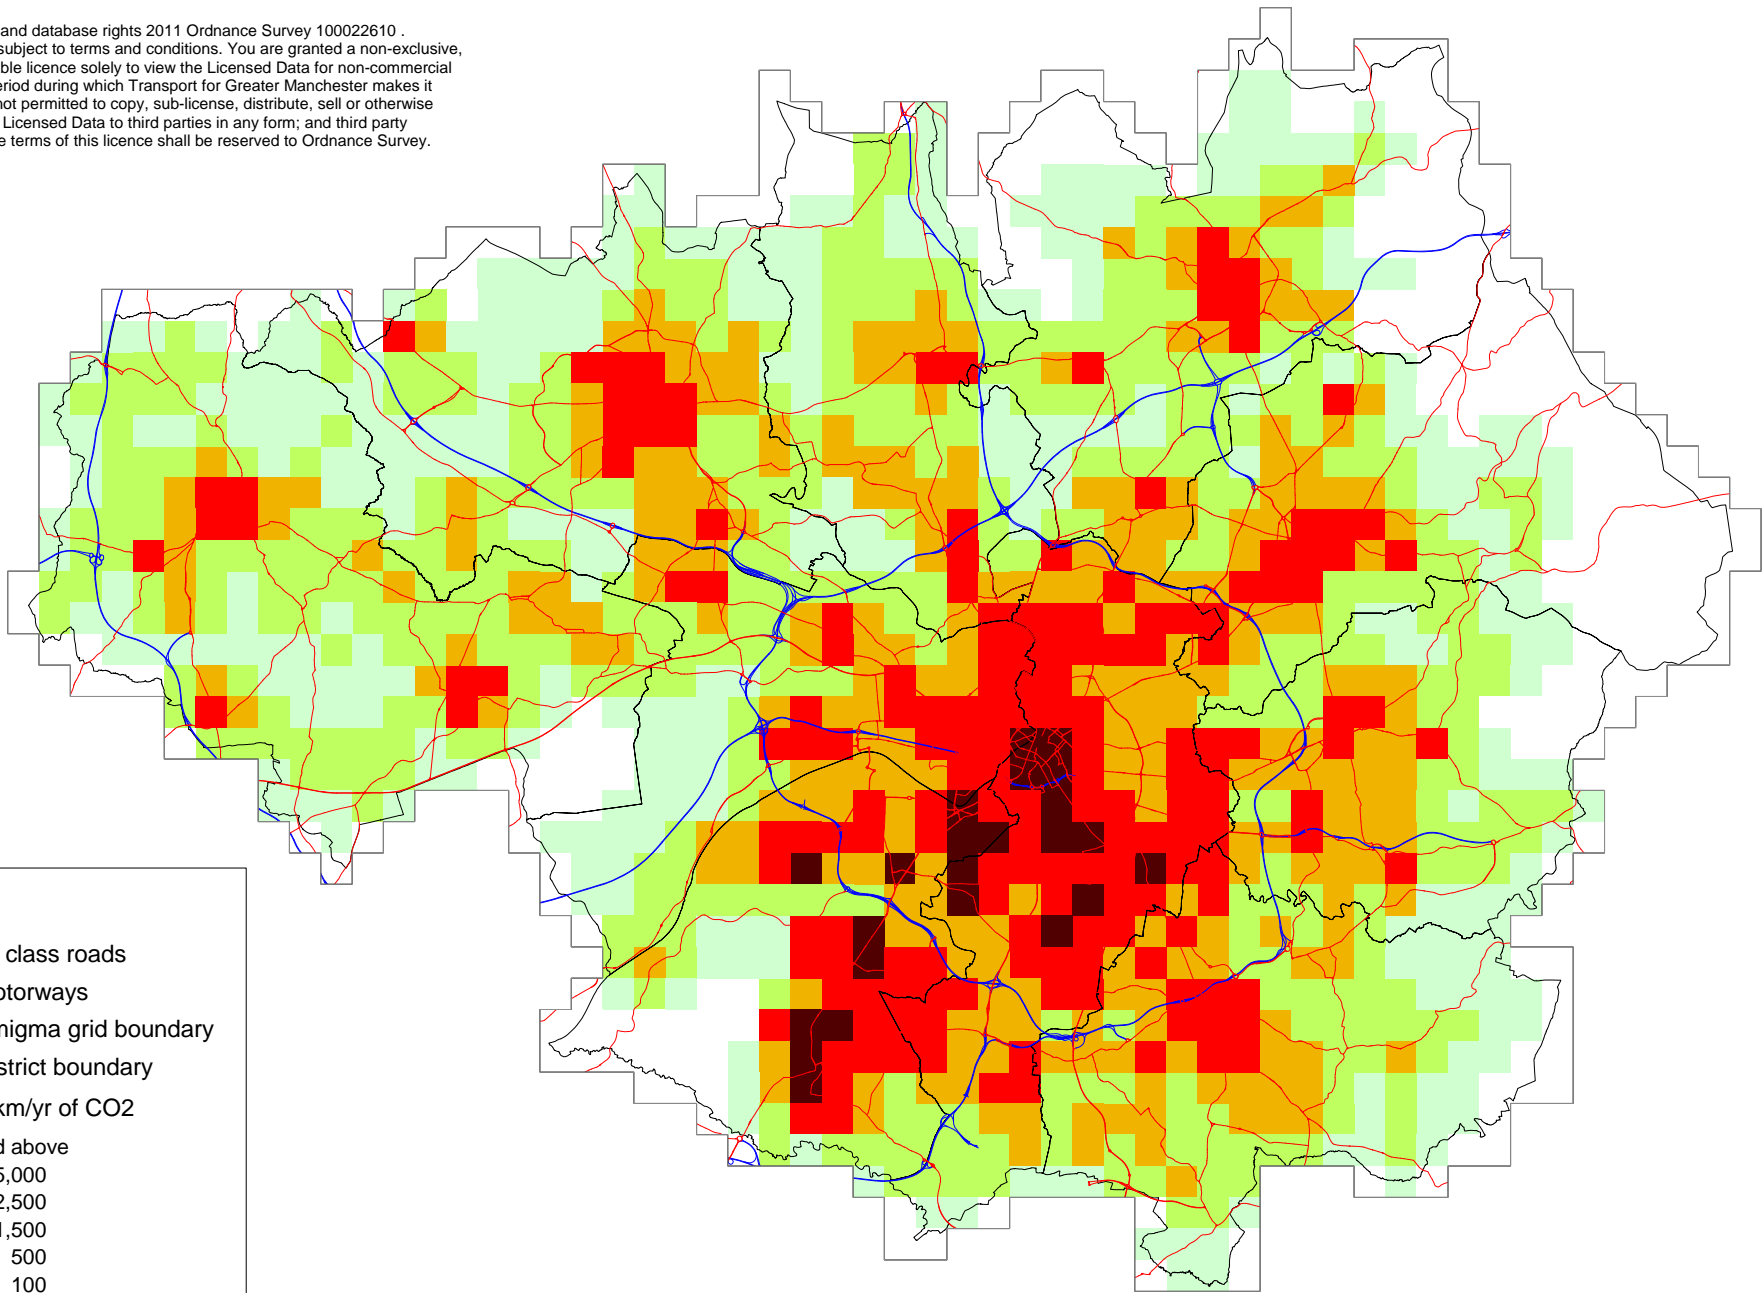 and database rights 2011 Ordnance Survey 100022610 .
subject to terms and conditions. You are granted a non-exclusive,
ble licence solely to view the Licensed Data for non-commercial
eriod during which Transport for Greater Manchester makes it
not permitted to copy, sub-license, distribute, sell or otherwise
Licensed Data to third parties in any form; and third party
e terms of this licence shall be reserved to Ordnance Survey.
class roads
otorways
nigma grid boundary
strict boundary
km/yr of CO2
d above
5,000
2,500
1,500
500
100